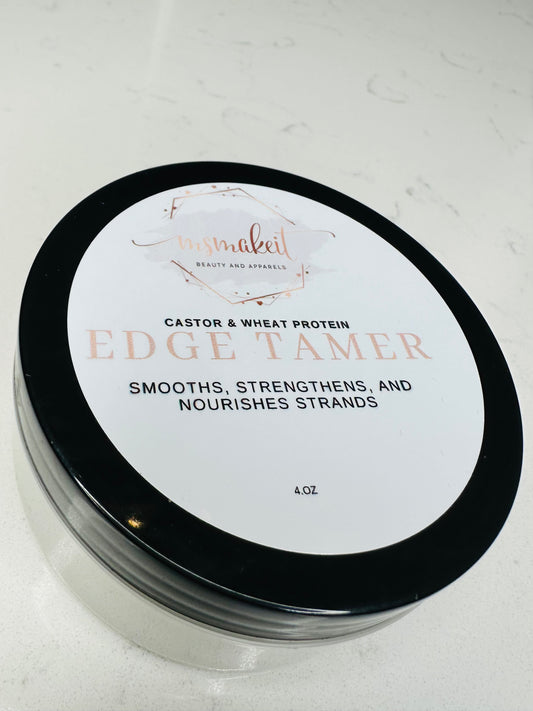 msmakeit
BEAUTY AND APPARELS
CASTOR & WHEAT PROTEIN
EDGE TAMER
SMOOTHS, STRENGTHENS, AND
NOURISHES STRANDS
4.OZ